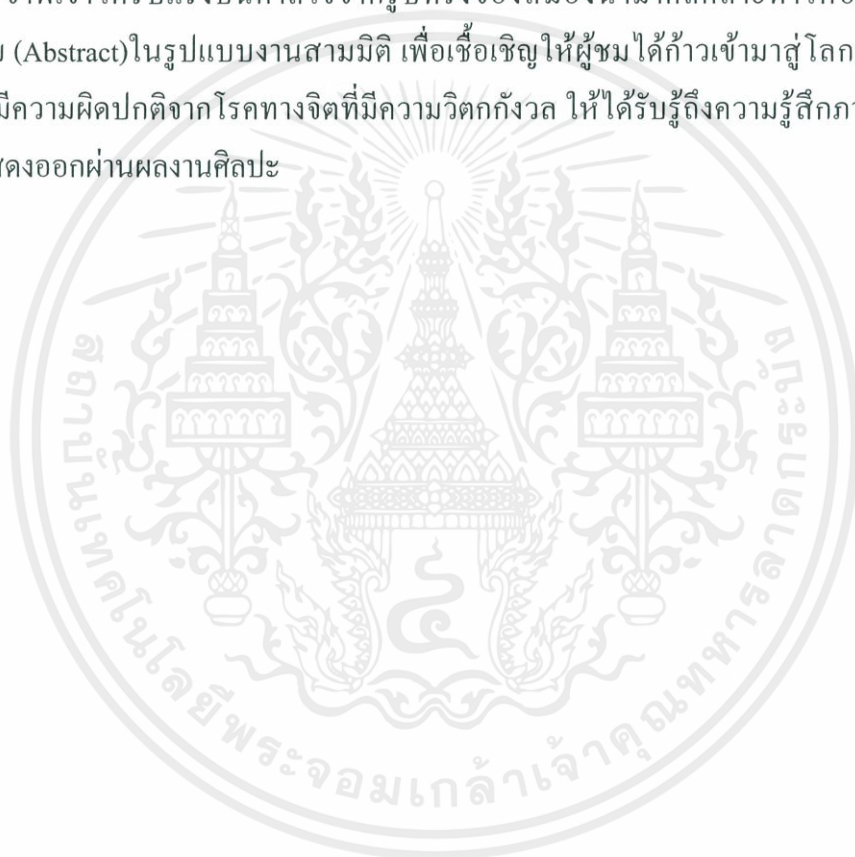 (Abstract)ในรูปแบบงานสามมิติ เพื่อเชื้อเชิญให้ผู้ชมได้ก้าวเข้ามาสู่โลก
มีความผิดปกติจากโรคทางจิตที่มีความวิตกกังวล ให้ได้รับรู้ถึงความรู้สึกภา
สดงออกผ่านผลงานศิลปะ
สถาบันเทคโนโลยีพระจอมเกล้าเจ้าคุณทหารลาดกระบัง